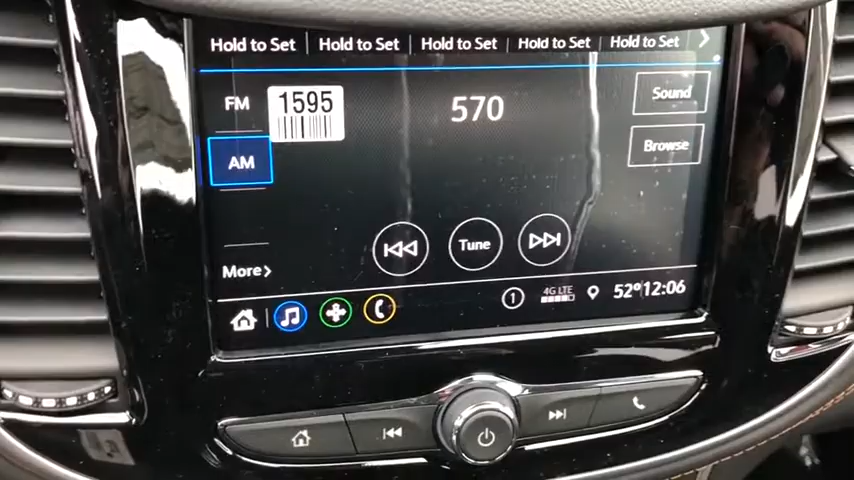 Hold to Set Hold to Set Hold to Set Hold to Set Hold to Set
FM 1595 570 Sound
AM Browse
Tune
More
1 4G LTE 52° 12:06